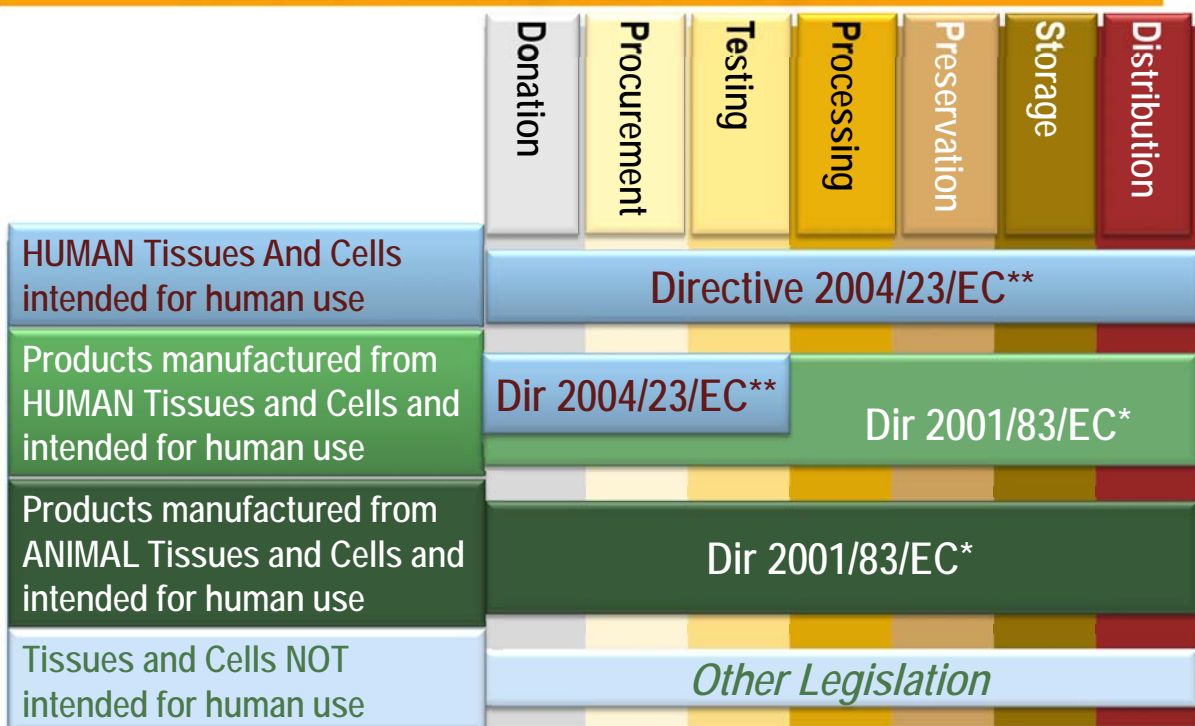 Donation
Procurement
Testing
Processing
Preservation
Storage
Distribution
HUMAN Tissues And Cells
intended for human use
Directive 2004/23/EC**
Products manufactured from
HUMAN Tissues and Cells and
intended for human use
Dir 2004/23/EC**
Dir 2001/83/EC*
Products manufactured from
ANIMAL Tissues and Cells and
intended for human use
Dir 2001/83/EC*
Tissues and Cells NOT
intended for human use
Other Legislation